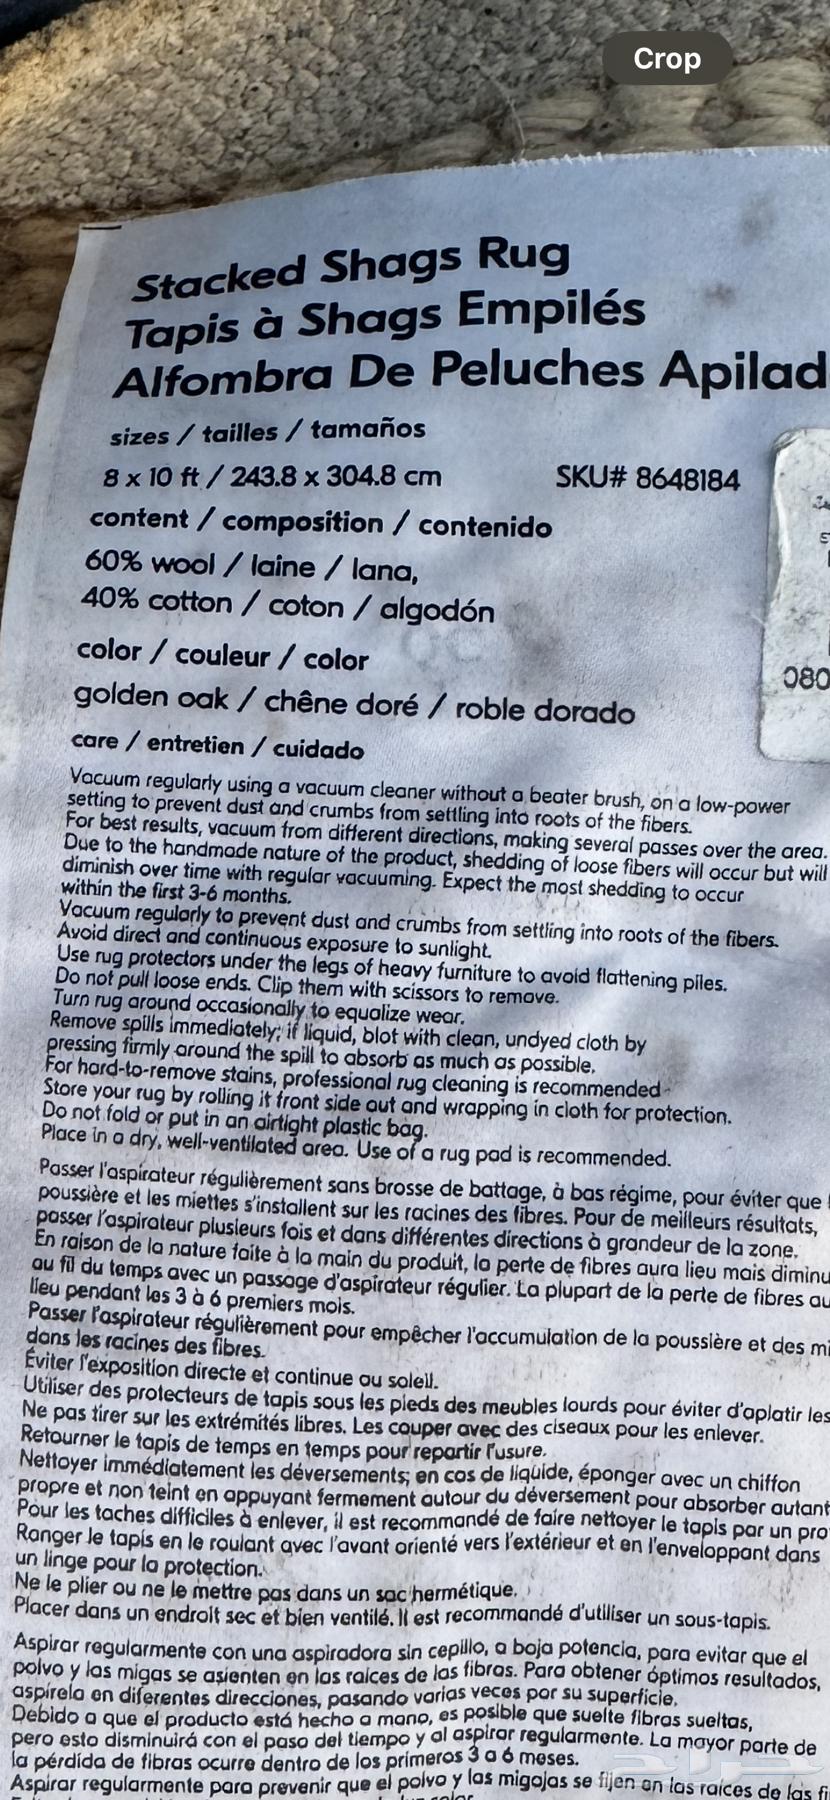 Crop
Stacked Shags Rug
Tapis à Shags Empilés
Alfombra De Peluches Apilad
sizes / tailles / tamaños
8 x 10 ft / 243.8 x 304.8 cm
SKU# 8648184
content / composition / contenido
60% wool / laine / lana,
40% cotton / coton / algodón
080
color / couleur / color
golden oak / chêne doré / roble dorado
care / entretien / cuidado
Vacuum regularly using a vacuum cleaner without a beater brush, on a low-power
setting to prevent dust and crumbs from settling into roots of the fibers.
For best results, vacuum from different directions, making several passes over the area.
Due to the handmade nature of the product, shedding of loose fibers will occur but will
diminish over time with regular vacuuming. Expect the most shedding to occur
within the first 3-6 months.
Vacuum regularly to prevent dust and crumbs from settling into roots of the fibers.
Avoid direct and continuous exposure to sunlight.
Use rug protectors under the legs of heavy furniture to avoid flattening piles.
Do not pull loose ends. Clip them with scissors to remove.
Turn rug around occasionally to equalize wear.
Remove spills immediately; if liquid, blot with clean, undyed cloth by
pressing firmly around the spill to absorb as much as possible.
For hard-to-remove stains, professional rug cleaning is recommended
Store your rug by rolling it front side out and wrapping in cloth for protection.
Do not fold or put in an airtight plastic bag.
Place in a dry, well-ventilated area. Use of a rug pad is recommended.
Passer l'aspirateur régulièrement sans brosse de battage, à bas régime, pour éviter que
poussière et les miettes s'installent sur les racines des fibres. Pour de meilleurs résultats,
passer l'aspirateur plusieurs fois et dans différentes directions à grandeur de la zone.
En raison de la nature faite à la main du produit, la perte de fibres aura lieu mais diminu
au fil du temps avec un passage d'aspirateur régulier. La plupart de la perte de fibres au
lieu pendant les 3 à 6 premiers mois.
Passer l'aspirateur régulièrement pour empêcher l'accumulation de la poussière et des mi
dans les racines des fibres.
Éviter l'exposition directe et continue au soleil.
Utiliser des protecteurs de tapis sous les pieds des meubles lourds pour éviter d'aplatir les
Ne pas tirer sur les extrémités libres. Les couper avec des ciseaux pour les enlever.
Retourner le tapis de temps en temps pour repartir l'usure.
Nettoyer immédiatement les déversements; en cas de liquide, éponger avec un chiffon
propre et non teint en appuyant fermement autour du déversement pour absorber autant
Pour les taches difficiles à enlever, il est recommandé de faire nettoyer le tapis par un pro
Ranger le tapis en le roulant avec l'avant orienté vers l'extérieur et en l'enveloppant dans
un linge pour la protection.
Ne le plier ou ne le mettre pas dans un sac hermétique.
Placer dans un endroit sec et bien ventilé. Il est recommandé d'utiliser un sous-tapis.
Aspirar regularmente con una aspiradora sin cepillo, a baja potencia, para evitar que el
polvo y las migas se asienten en las raíces de las fibras. Para obtener óptimos resultados,
aspírela en diferentes direcciones, pasando varias veces por su superficie.
Debido a que el producto está hecho a mano, es posible que suelte fibras sueltas,
pero esto disminuirá con el paso del tiempo y al aspirar regularmente. La mayor parte de
la pérdida de fibras ocurre dentro de los primeros 3 a 6 meses.
Aspirar regularmente para prevenir que el polvo y las migajas se fijen en las raíces de las fi